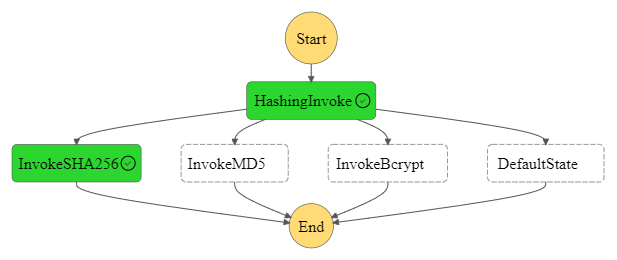 Start
HashingInvoke
InvokeSHA256
InvokeMD5
InvokeBcrypt
DefaultState
End